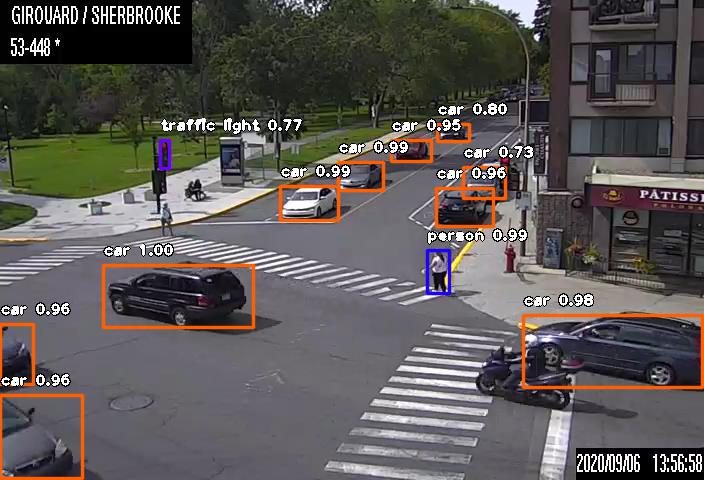 GIROUARD / SHERBROOKE
53-448 *
traffic light 0.77
car 0.80
car 0.95
car 0.99
car 0.73
car 0.99
car 0.96
person 0.99
car 1.00
car 0.96
car 0.98
car 0.96
PÂTISSE
2020/09/06 13:56:58